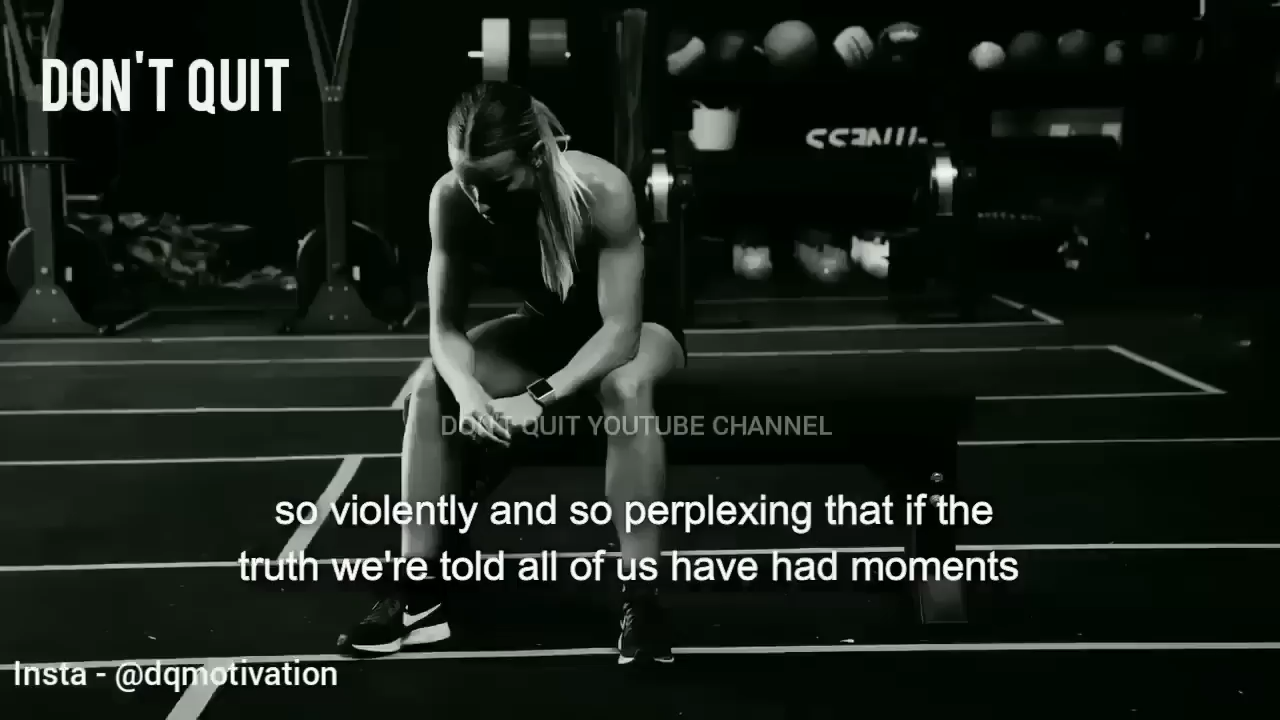 DON'T QUIT
DON'T QUIT YOUTUBE CHANNEL
so violently and so perplexing that if the
truth we're told all of us have had moments
Insta - @dqmotivation